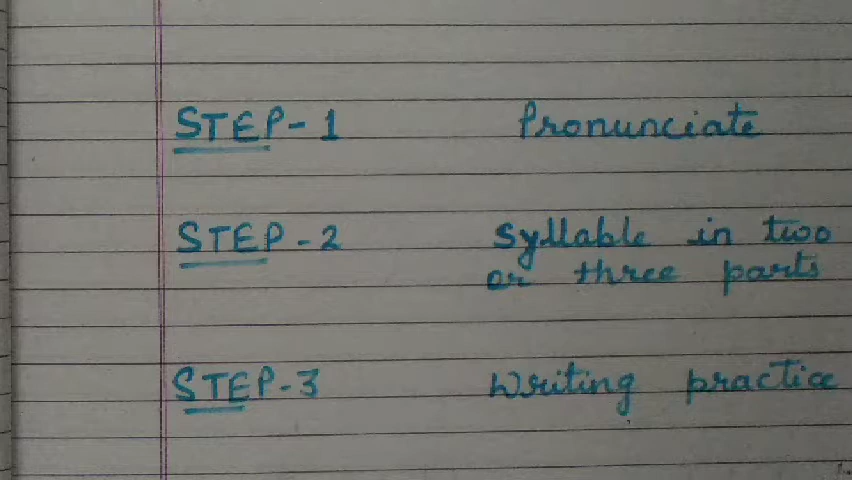 STEP-1 Pronunciate
STEP-2 Syllable in two
or three parts
STEP-3 Writing practice